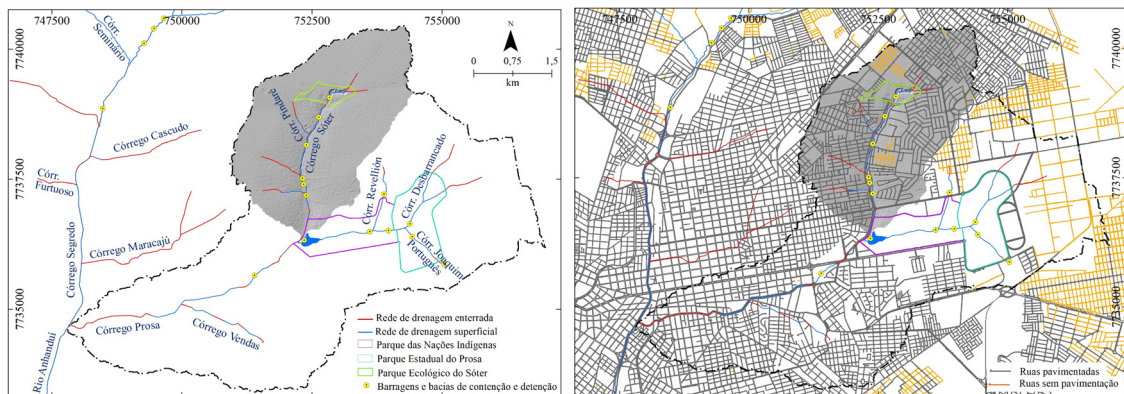 747500
750000
752500
755000
7740000
7737500
7735000
N
0 0,75 1,5
km
Córr. Seminário
Córr. Pindaré
Córrego Sóter
Córrego Cascudo
Córr. Furtuoso
Córr. Revellión
Córr. Desbarrancado
Córrego Segredo
Córrego Maracajú
Córr. Joaquim Português
Córrego Prosa
Córrego Vendas
Rio Anhanduí
Rede de drenagem enterrada
Rede de drenagem superficial
Parque das Nações Indígenas
Parque Estadual do Prosa
Parque Ecológico do Sóter
Barragens e bacias de contenção e detenção
747500
750000
752500
755000
7740000
7737500
7735000
Ruas pavimentadas
Ruas sem pavimentação